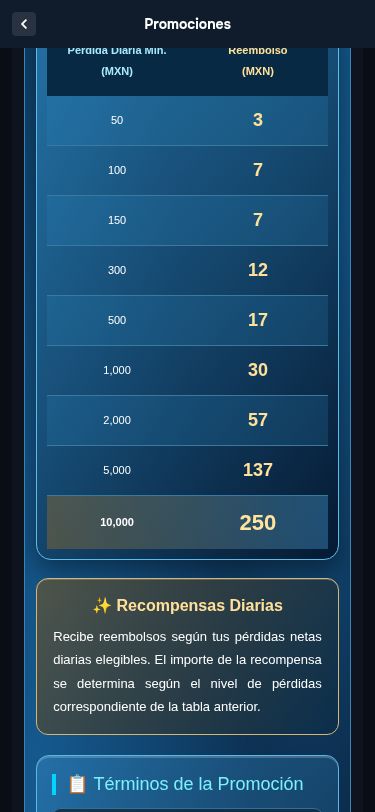 Promociones
Pérdida Diaria Mín. Reembolso
(MXN) (MXN)
50 3
100 7
150 7
300 12
500 17
1,000 30
2,000 57
5,000 137
10,000 250
✨ Recompensas Diarias
Recibe reembolsos según tus pérdidas netas
diarias elegibles. El importe de la recompensa
se determina según el nivel de pérdidas
correspondiente de la tabla anterior.
📋 Términos de la Promoción